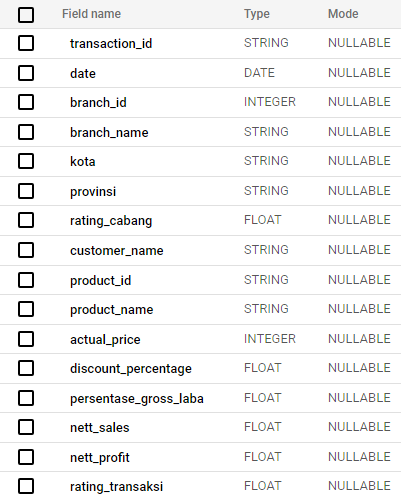 Field name Type Mode
transaction_id STRING NULLABLE
date DATE NULLABLE
branch_id INTEGER NULLABLE
branch_name STRING NULLABLE
kota STRING NULLABLE
provinsi STRING NULLABLE
rating_cabang FLOAT NULLABLE
customer_name STRING NULLABLE
product_id STRING NULLABLE
product_name STRING NULLABLE
actual_price INTEGER NULLABLE
discount_percentage FLOAT NULLABLE
persentase_gross_laba FLOAT NULLABLE
nett_sales FLOAT NULLABLE
nett_profit FLOAT NULLABLE
rating_transaksi FLOAT NULLABLE